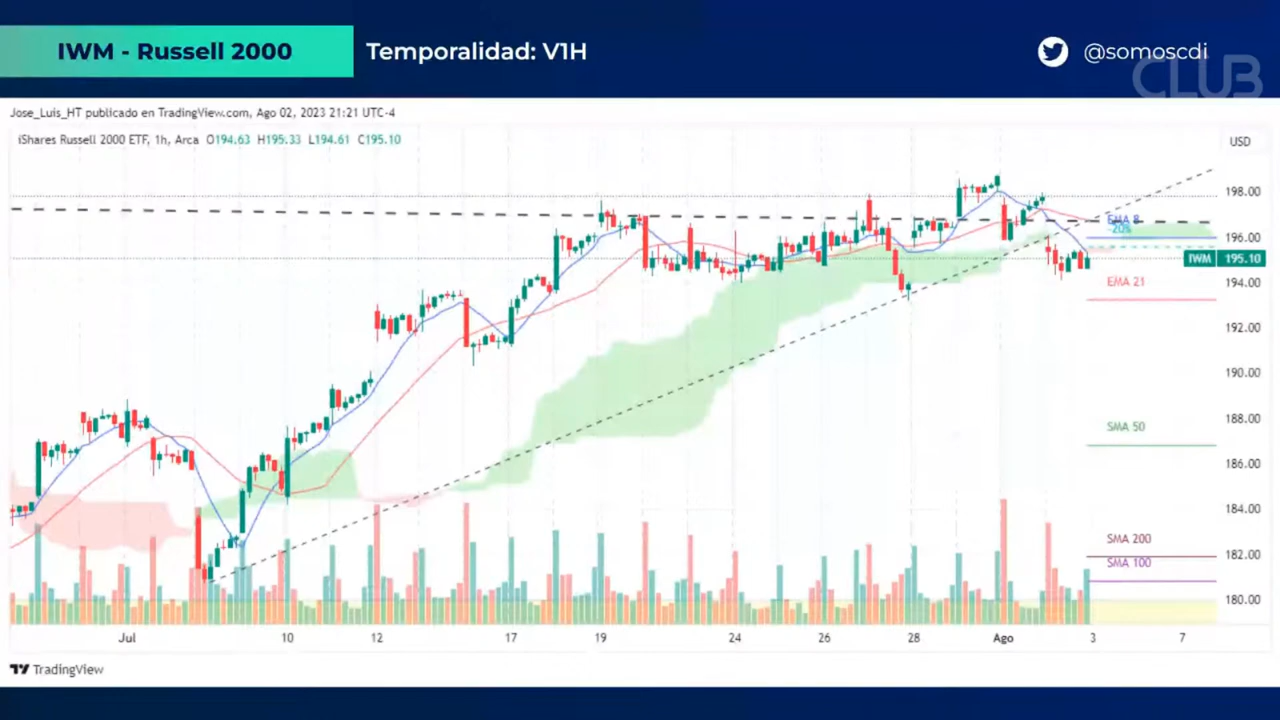 IWM - Russell 2000
Temporalidad: V1H
@somoscdi
CLUB
Jose_Luis_HT publicado en TradingView.com, Ago 02, 2023 21:21 UTC-4
iShares Russell 2000 ETF, 1h, Arca O194.63 H195.33 L194.61 C195.10
USD
198.00
EMA 8
-20%
196.00
IWM 195.10
EMA 21
194.00
192.00
190.00
188.00
SMA 50
186.00
184.00
SMA 200
182.00
SMA 100
180.00
Jul 10 12 17 19 24 26 28 Ago 3 7
TradingView